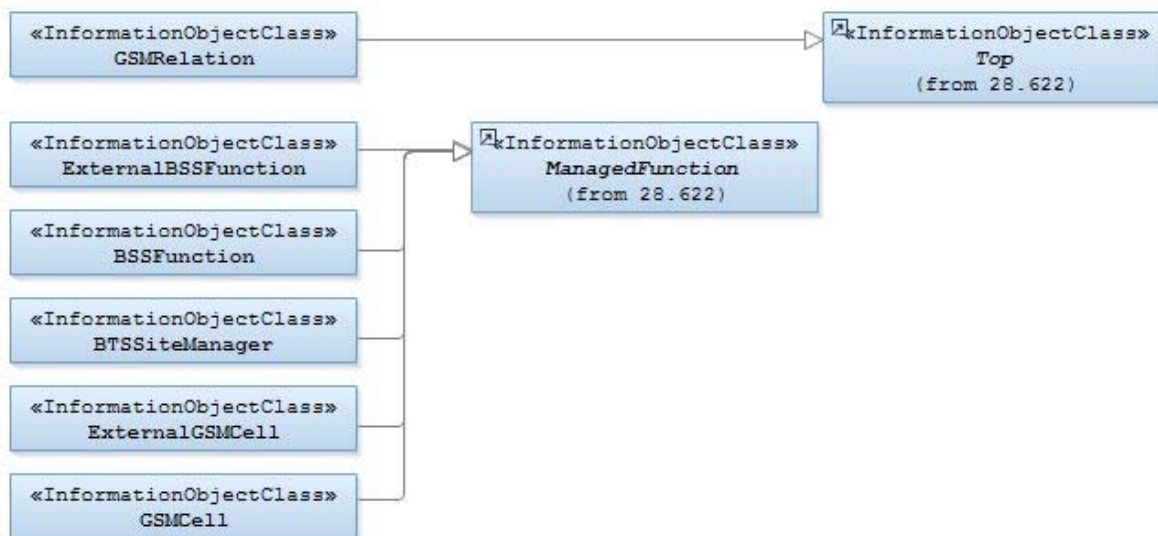 «InformationObjectClass»
GSMRelation
«InformationObjectClass»
Top
(from 28.622)
«InformationObjectClass»
ExternalBSSFunction
«InformationObjectClass»
ManagedFunction
(from 28.622)
«InformationObjectClass»
BSSFunction
«InformationObjectClass»
BTSSiteManager
«InformationObjectClass»
ExternalGSMCell
«InformationObjectClass»
GSMCell